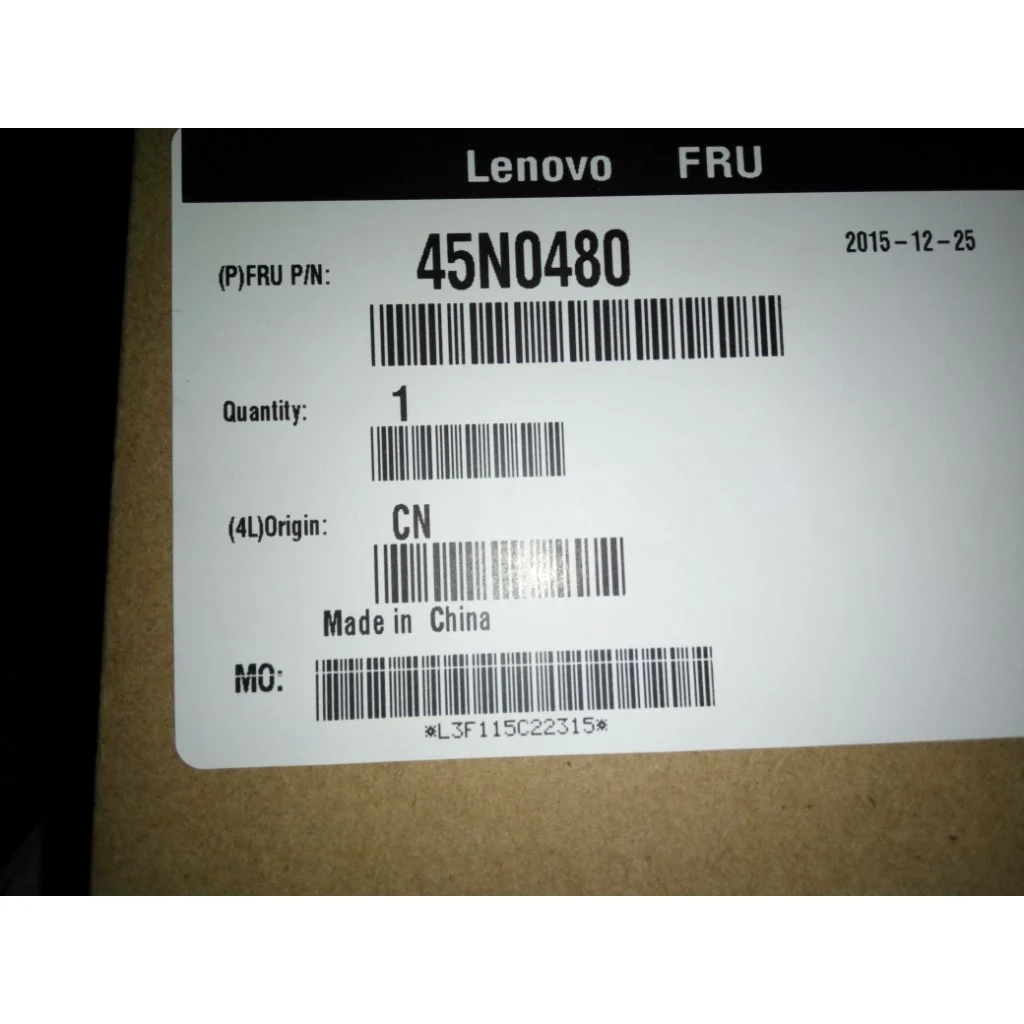 Lenovo FRU
(P)FRU P/N: 45N0480 2015-12-25
Quantity: 1
(4L)Origin: CN
Made in China
MO:
*L3F115C22315*